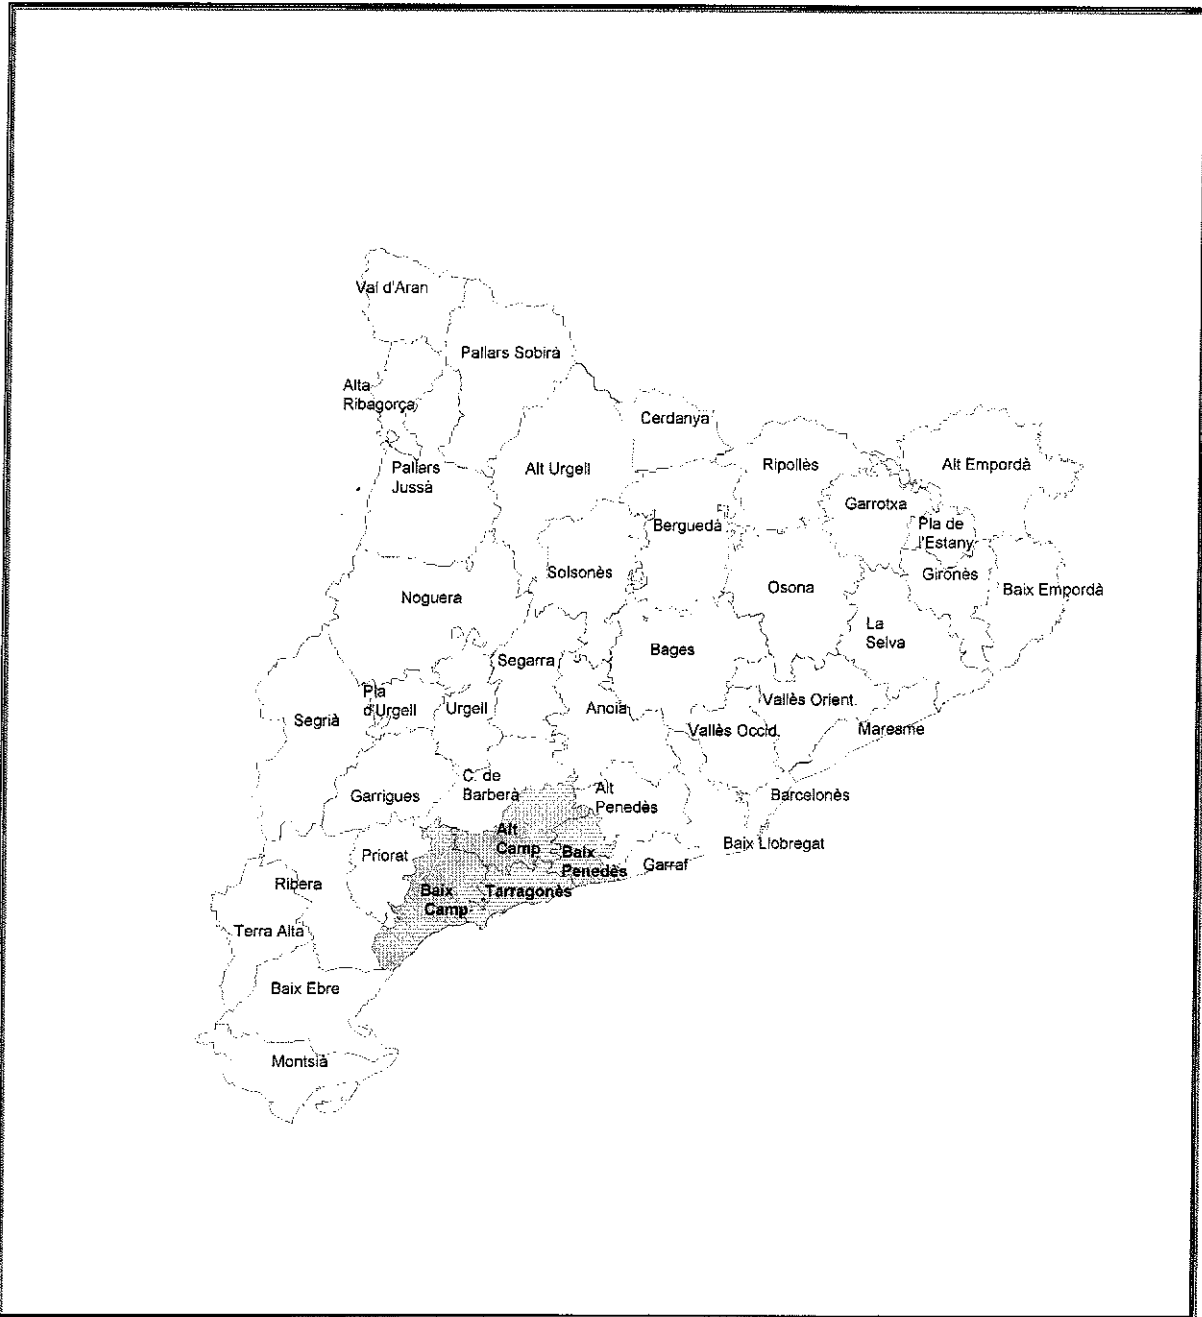 Val d'Aran
Pallars Sobirà
Alta
Ribagorça
Cerdanya
Pallars
Jussà
Alt Urgell
Ripollès
Alt Empordà
Garrotxa
Berguedà
Pla de
l'Estany
Solsonès
Gironès
Noguera
Osona
Baix Empordà
La
Selva
Segarra
Bages
Pla
d'Urgell
Urgell
Anoia
Vallès Orient.
Segrià
Vallès Occid.
Maresme
C. de
Barberà
Garrigues
Alt
Penedès
Barcelonès
Alt
Camp
Baix Llobregat
Priorat
Baix
Penedès
Garraf
Ribera
Baix
Camp
Tarragonès
Terra Alta
Baix Ebre
Montsià